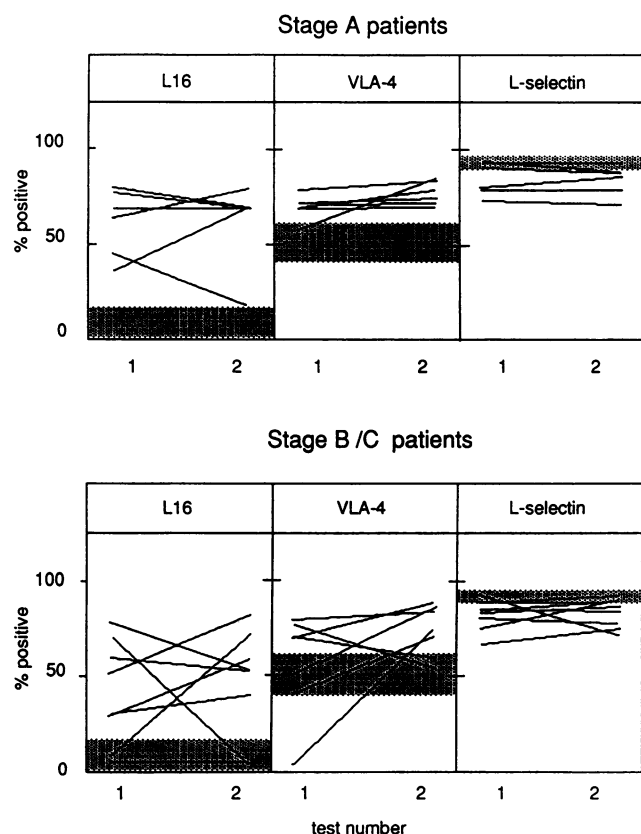 Stage A patients
L16 VLA-4 L-selectin
100
% positive
50
0
1 2 1 2 1 2
Stage B /C patients
L16 VLA-4 L-selectin
100
% positive
50
0
1 2 1 2 1 2
test number